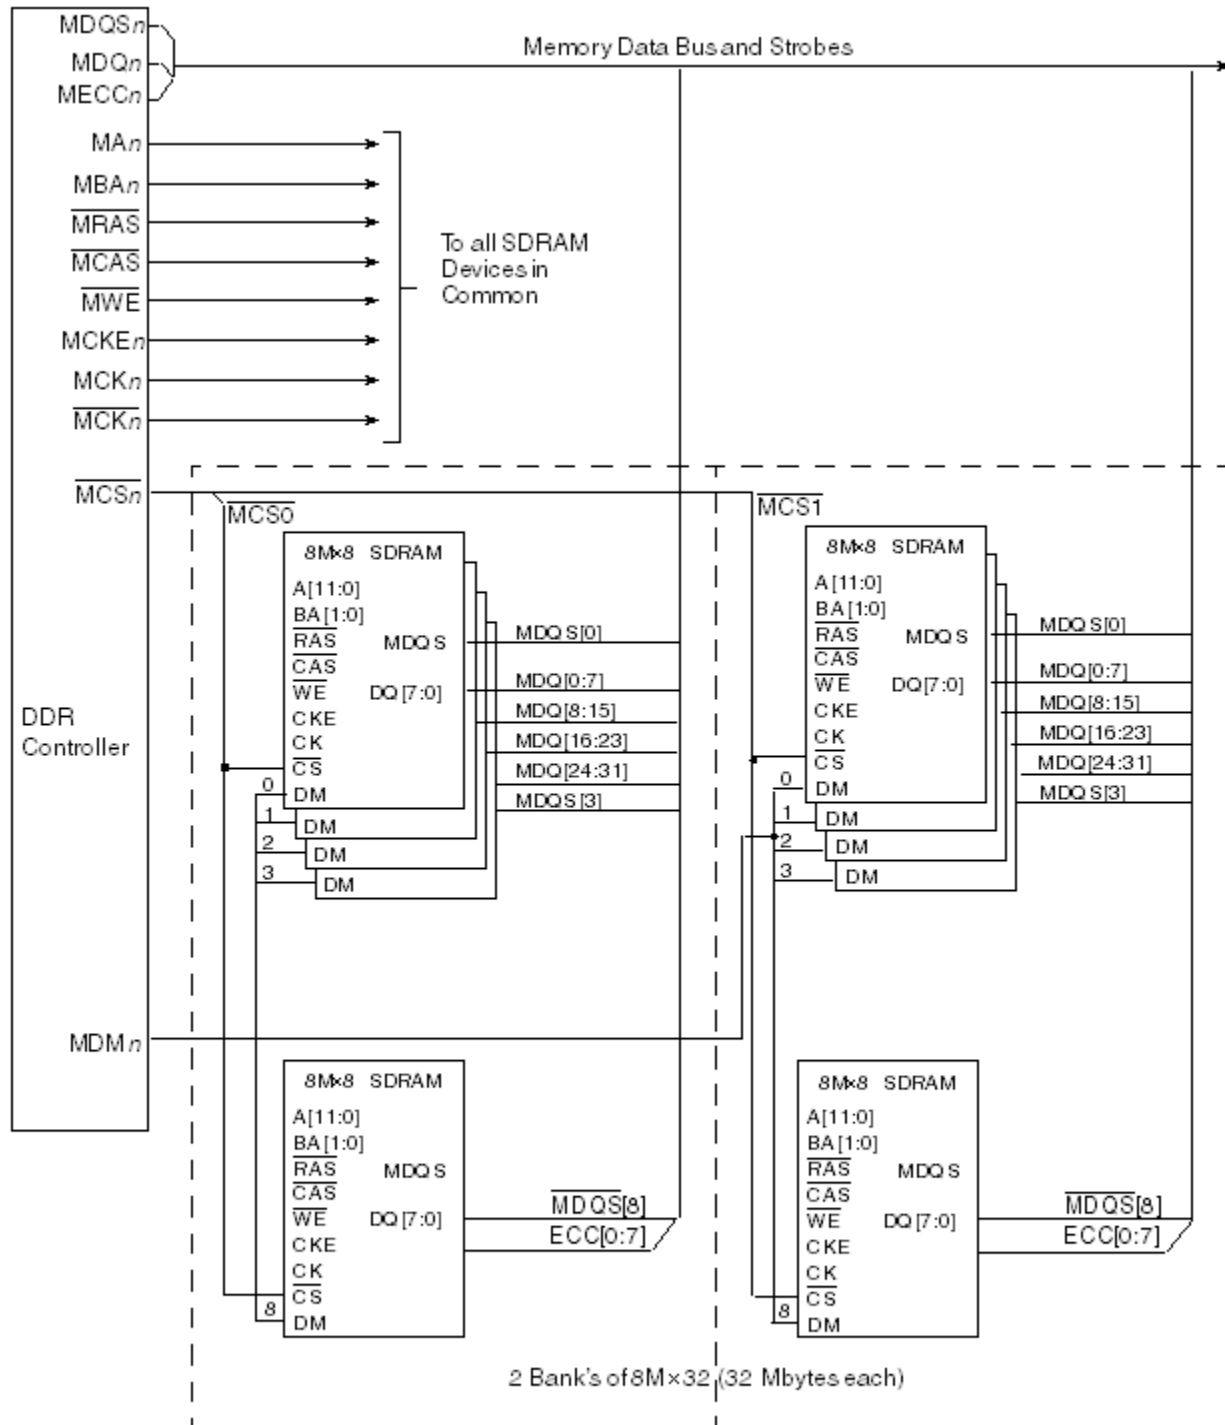 MDQSn
MDQn
MECCn
Memory Data Bus and Strobes
MAn
MBAn
MRAS
MCAS
MWE
MCKEn
MCKn
MCKn
To all SDRAM
Devices in
Common
MCSn
MCS0
MCS1
DDR
Controller
MDMn
8M×8 SDRAM
A[11:0]
BA[1:0]
RAS
MDQS
CAS
WE
DQ[7:0]
CKE
CK
CS
0
DM
1
DM
2
DM
3
DM
MDQS[0]
MDQ[0:7]
MDQ[8:15]
MDQ[16:23]
MDQ[24:31]
MDQS[3]
8M×8 SDRAM
A[11:0]
BA[1:0]
RAS
MDQS
CAS
WE
DQ[7:0]
CKE
CK
CS
0
DM
1
DM
2
DM
3
DM
MDQS[0]
MDQ[0:7]
MDQ[8:15]
MDQ[16:23]
MDQ[24:31]
MDQS[3]
8M×8 SDRAM
A[11:0]
BA[1:0]
RAS
MDQS
CAS
WE
DQ[7:0]
CKE
CK
CS
8
DM
MDQS[8]
ECC[0:7]
8M×8 SDRAM
A[11:0]
BA[1:0]
RAS
MDQS
CAS
WE
DQ[7:0]
CKE
CK
CS
8
DM
MDQS[8]
ECC[0:7]
2 Bank's of 8M×32 (32 Mbytes each)